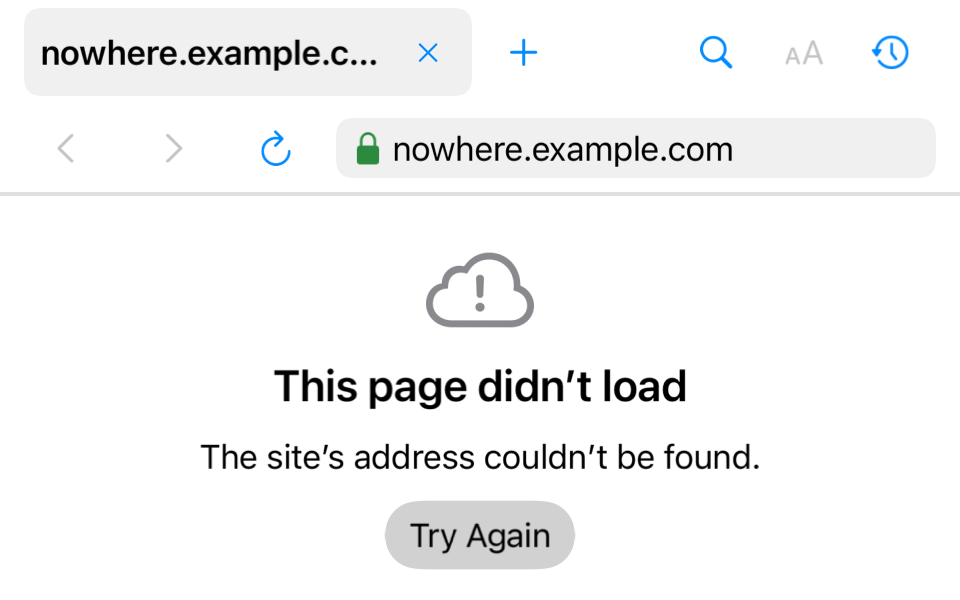 nowhere.example.c...
AA
nowhere.example.com
!
This page didn’t load
The site’s address couldn’t be found.
Try Again